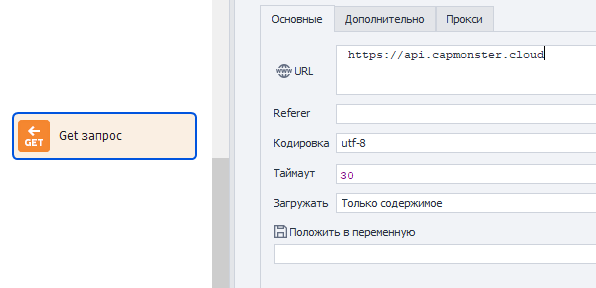 Основные Дополнительно Прокси
URL https://api.capmonster.cloud
Referer
GET Get запрос
Кодировка utf-8
Таймаут 30
Загружать Только содержимое
Положить в переменную